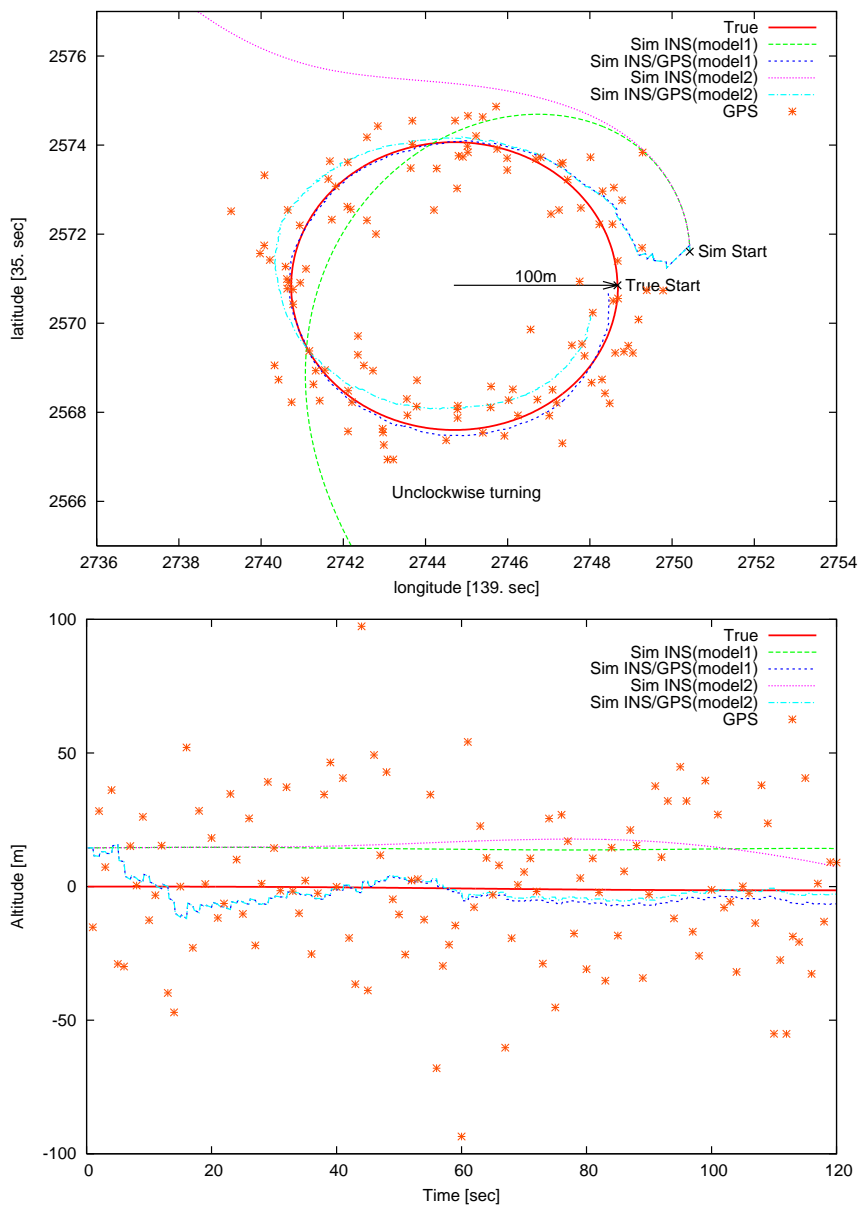 True
Sim INS(model1)
Sim INS/GPS(model1)
Sim INS(model2)
Sim INS/GPS(model2)
GPS
2576
2574
2573
2571
2570
2568
2566
2565
latitude [35. sec]
Sim Start
100m
True Start
Unclockwise turning
2736 2738 2740 2742 2744 2746 2748 2750 2752 2754
longitude [139. sec]
100
50
0
-50
-100
Altitude [m]
True
Sim INS(model1)
Sim INS/GPS(model1)
Sim INS(model2)
Sim INS/GPS(model2)
GPS
0 20 40 60 80 100 120
Time [sec]